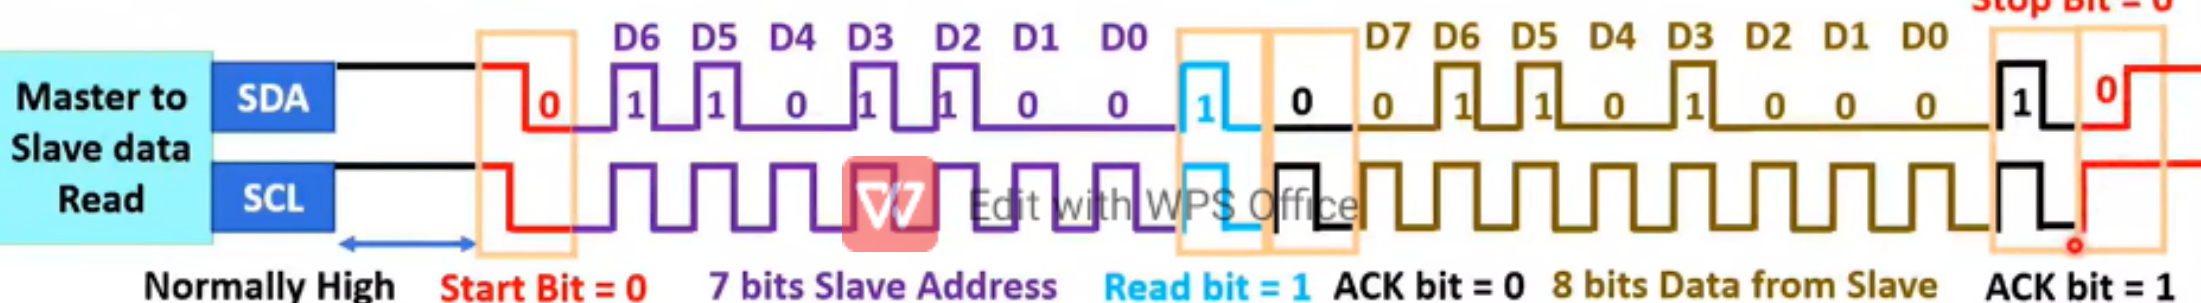 Stop Bit = 0
D6 D5 D4 D3 D2 D1 D0 D7 D6 D5 D4 D3 D2 D1 D0
Master to
Slave data
Read
SDA
0 1 1 0 1 1 0 0 1 0 0 1 1 0 1 0 0 0 1 0
SCL
Edit with WPS Office
Normally High Start Bit = 0 7 bits Slave Address Read bit = 1 ACK bit = 0 8 bits Data from Slave ACK bit = 1